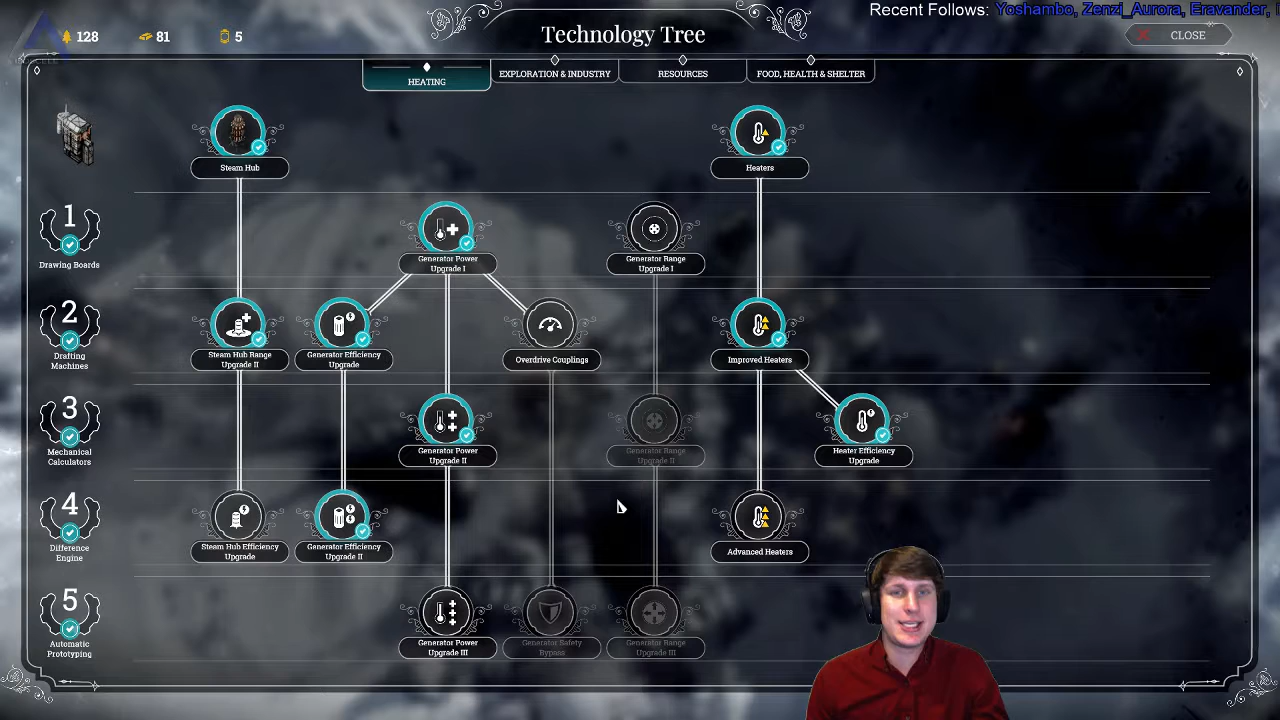 Recent Follows: Yoshambo, Zenzi_Aurora, Eravander,
128
81
5
Technology Tree
CLOSE
HEATING
EXPLORATION & INDUSTRY
RESOURCES
FOOD, HEALTH & SHELTER
Steam Hub
Heaters
1
Drawing Boards
Generator Power
Upgrade I
Generator Range
Upgrade I
2
Drafting
Machines
Steam Hub Range
Upgrade II
Generator Efficiency
Upgrade
Overdrive Couplings
Improved Heaters
3
Mechanical
Calculators
Generator Power
Upgrade II
Generator Range
Upgrade II
Heater Efficiency
Upgrade
4
Difference
Engine
Steam Hub Efficiency
Upgrade
Generator Efficiency
Upgrade II
Advanced Heaters
5
Automatic
Prototyping
Generator Power
Upgrade III
Generator Safety
Bypass
Generator Range
Upgrade III